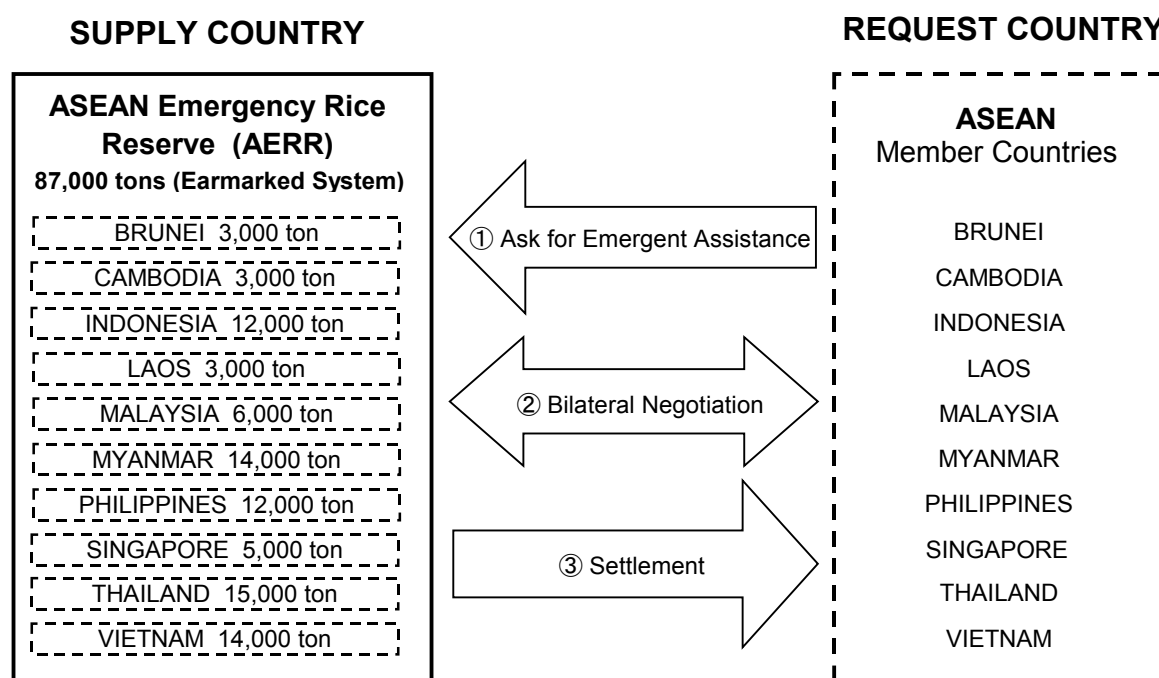 SUPPLY COUNTRY
ASEAN Emergency Rice
Reserve (AERR)
87,000 tons (Earmarked System)
BRUNEI 3,000 ton
CAMBODIA 3,000 ton
INDONESIA 12,000 ton
LAOS 3,000 ton
MALAYSIA 6,000 ton
MYANMAR 14,000 ton
PHILIPPINES 12,000 ton
SINGAPORE 5,000 ton
THAILAND 15,000 ton
VIETNAM 14,000 ton
① Ask for Emergent Assistance
② Bilateral Negotiation
③ Settlement
REQUEST COUNTRY
ASEAN
Member Countries
BRUNEI
CAMBODIA
INDONESIA
LAOS
MALAYSIA
MYANMAR
PHILIPPINES
SINGAPORE
THAILAND
VIETNAM